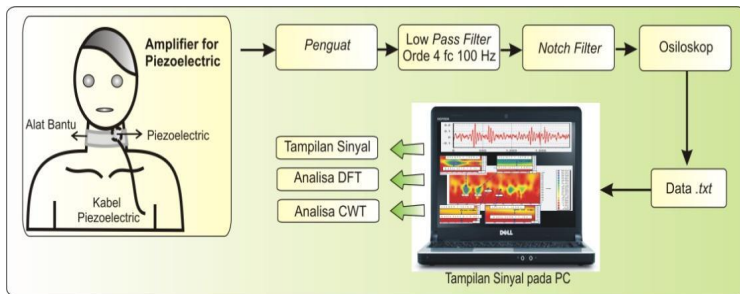 Amplifier for
Piezoelectric
Alat Bantu
Piezoelectric
Kabel
Piezoelectric
Penguat
Low Pass Filter
Orde 4 fc 100 Hz
Notch Filter
Osiloskop
Data .txt
Tampilan Sinyal
Analisa DFT
Analisa CWT
DELL
Tampilan Sinyal pada PC